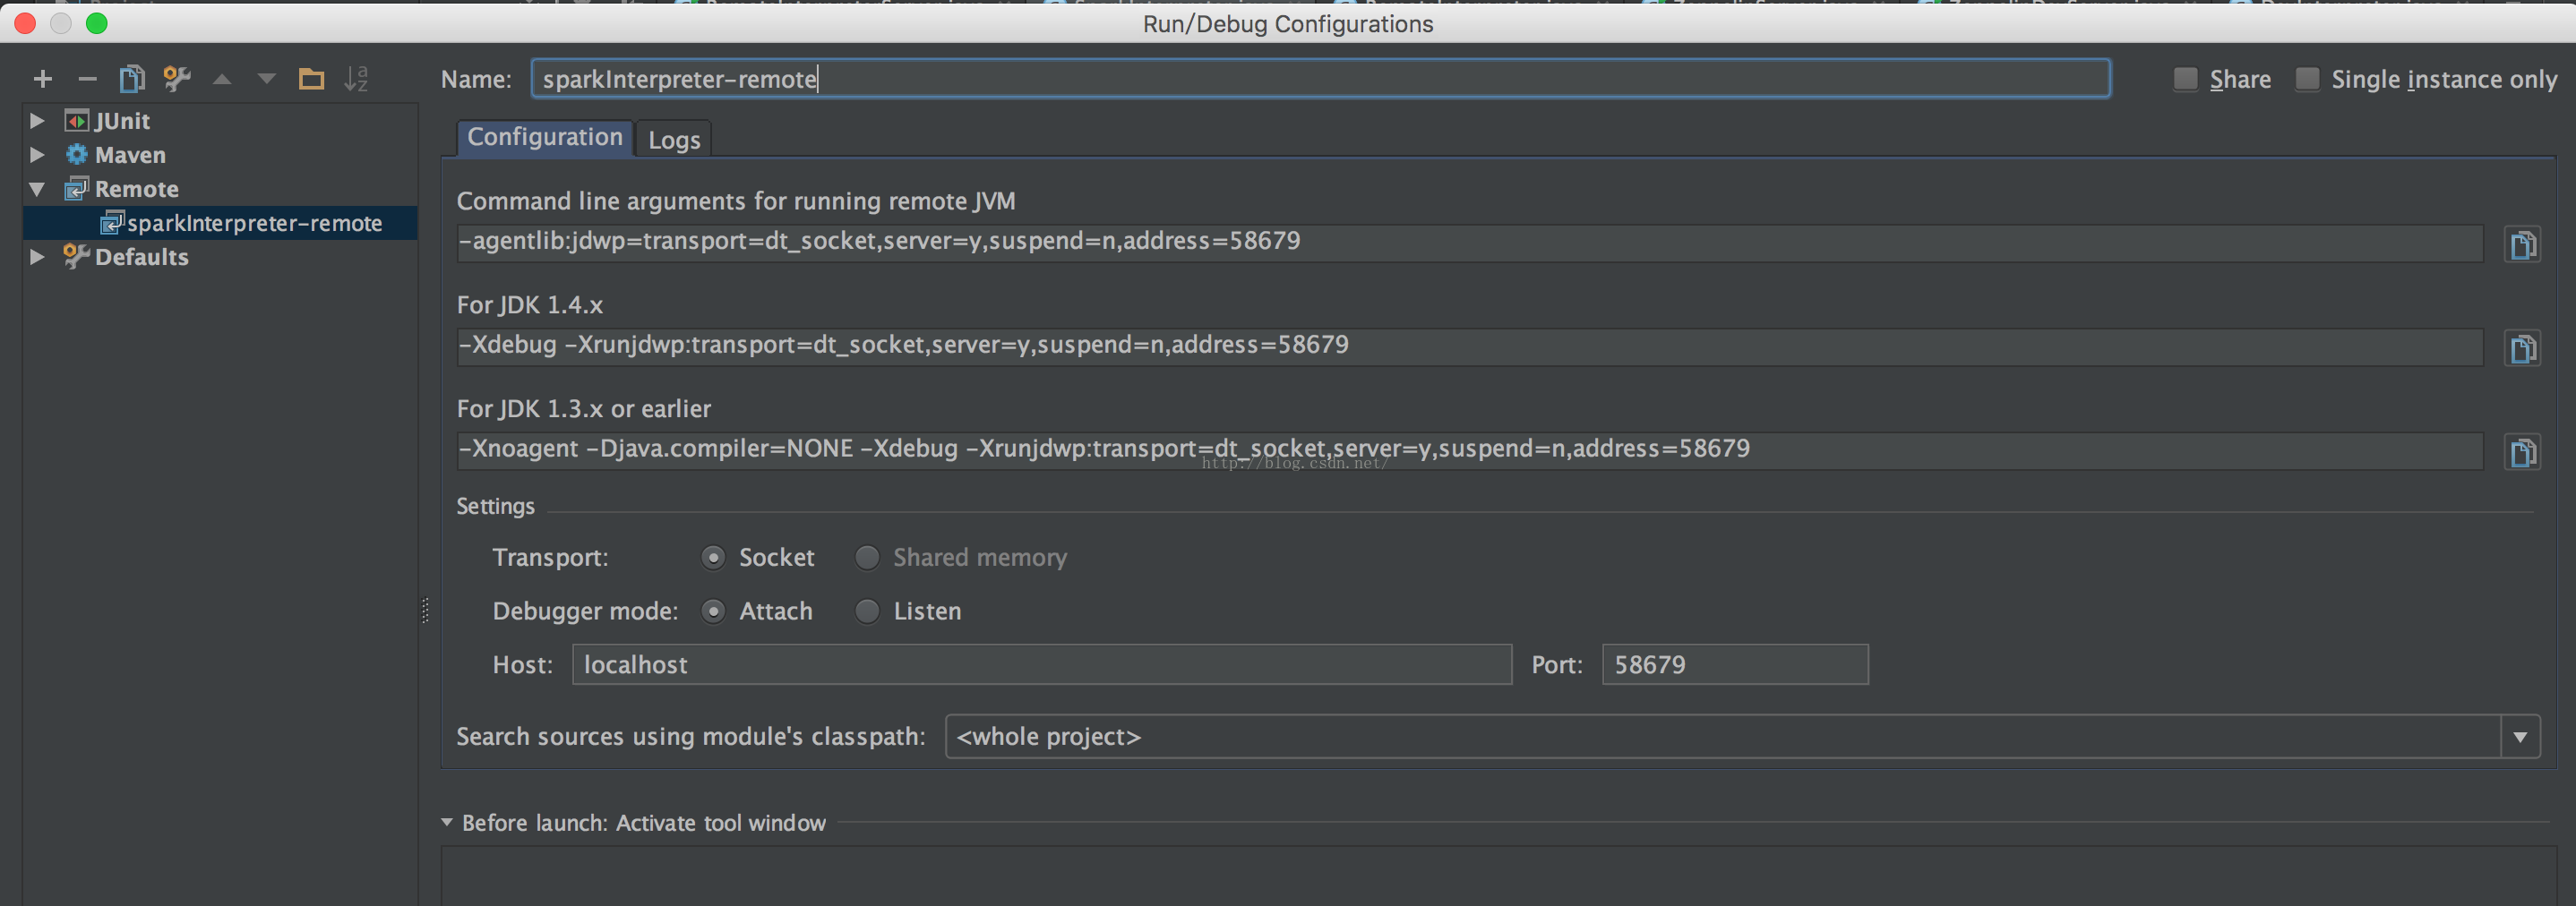 Run/Debug Configurations
Name: sparkInterpreter-remote
Share
Single instance only
JUnit
Maven
Remote
sparkInterpreter-remote
Defaults
Configuration
Logs
Command line arguments for running remote JVM
-agentlib:jdwp=transport=dt_socket,server=y,suspend=n,address=58679
For JDK 1.4.x
-Xdebug -Xrunjdwp:transport=dt_socket,server=y,suspend=n,address=58679
For JDK 1.3.x or earlier
-Xnoagent -Djava.compiler=NONE -Xdebug -Xrunjdwp:transport=dt_socket,server=y,suspend=n,address=58679
http://blog.csdn.net/
Settings
Transport: Socket Shared memory
Debugger mode: Attach Listen
Host: localhost Port: 58679
Search sources using module's classpath: <whole project>
Before launch: Activate tool window